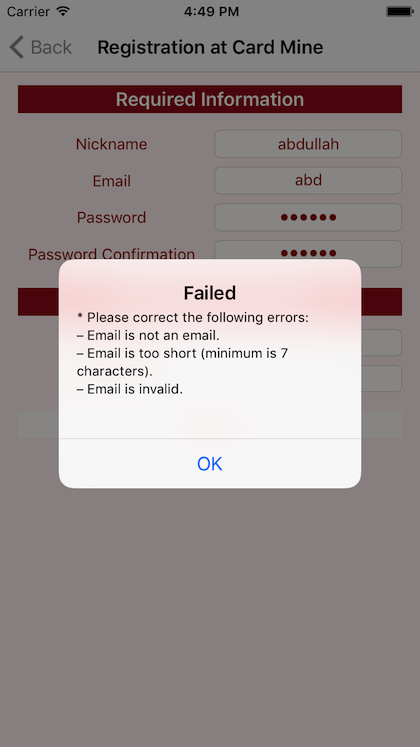 Carrier 4:49 PM
Back Registration at Card Mine
Required Information
Nickname abdullah
Email abd
Password ●●●●●●
Password Confirmation ●●●●●●
Failed
* Please correct the following errors:
– Email is not an email.
– Email is too short (minimum is 7
characters).
– Email is invalid.
OK